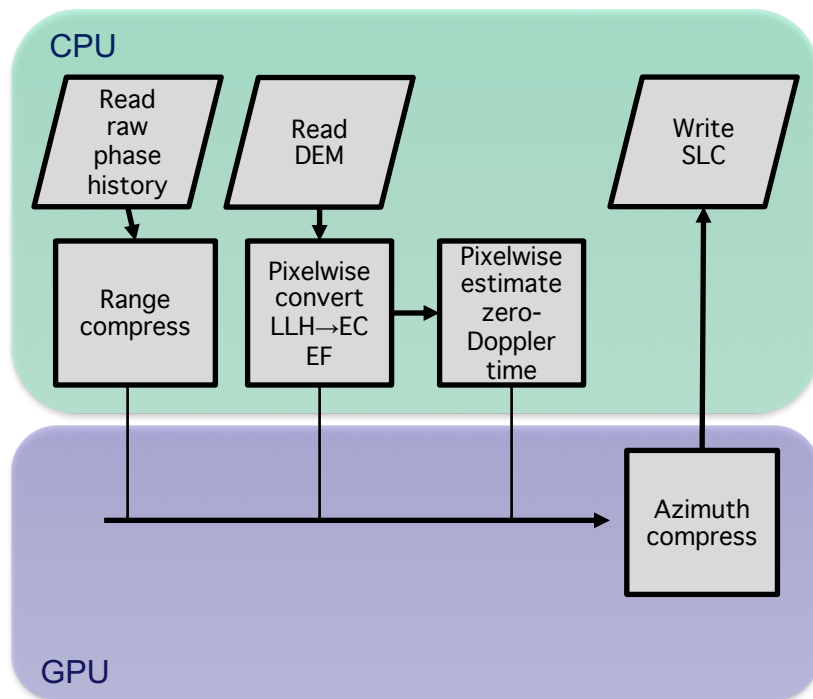 CPU
Read
raw
phase
history
Read
DEM
Write
SLC
Range
compress
Pixelwise
convert
LLH→EC
EF
Pixelwise
estimate
zero-
Doppler
time
Azimuth
compress
GPU